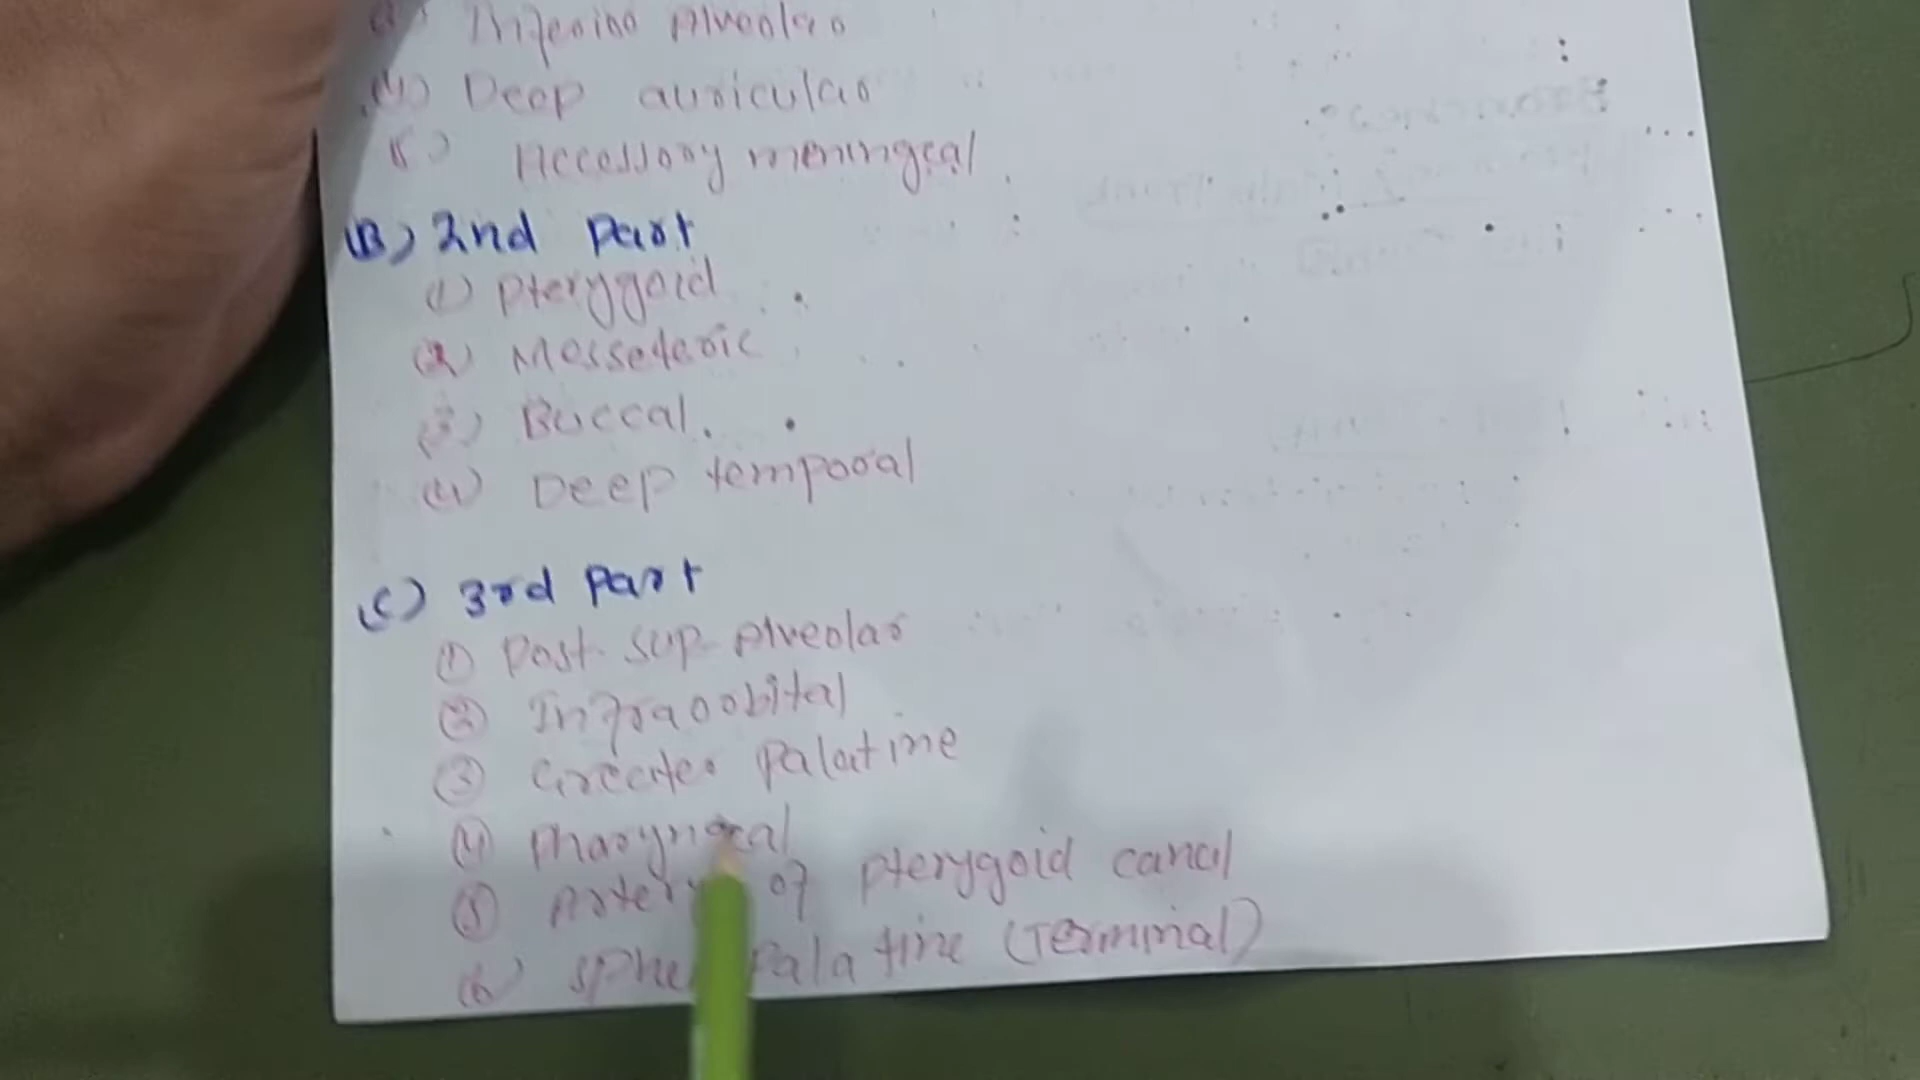 Inferior Alveolar
(4) Deep auricular
(5) Accessory meningeal
(B) 2nd part
(1) pterygoid
(2) Masseteric
(3) Buccal.
(4) Deep temporal
(C) 3rd part
(1) post sup Alveolar
(2) Infraorbital
(3) Greater palatine
(4) pharyngeal
(5) Artery of pterygoid canal
(6) palatine (Terminal)